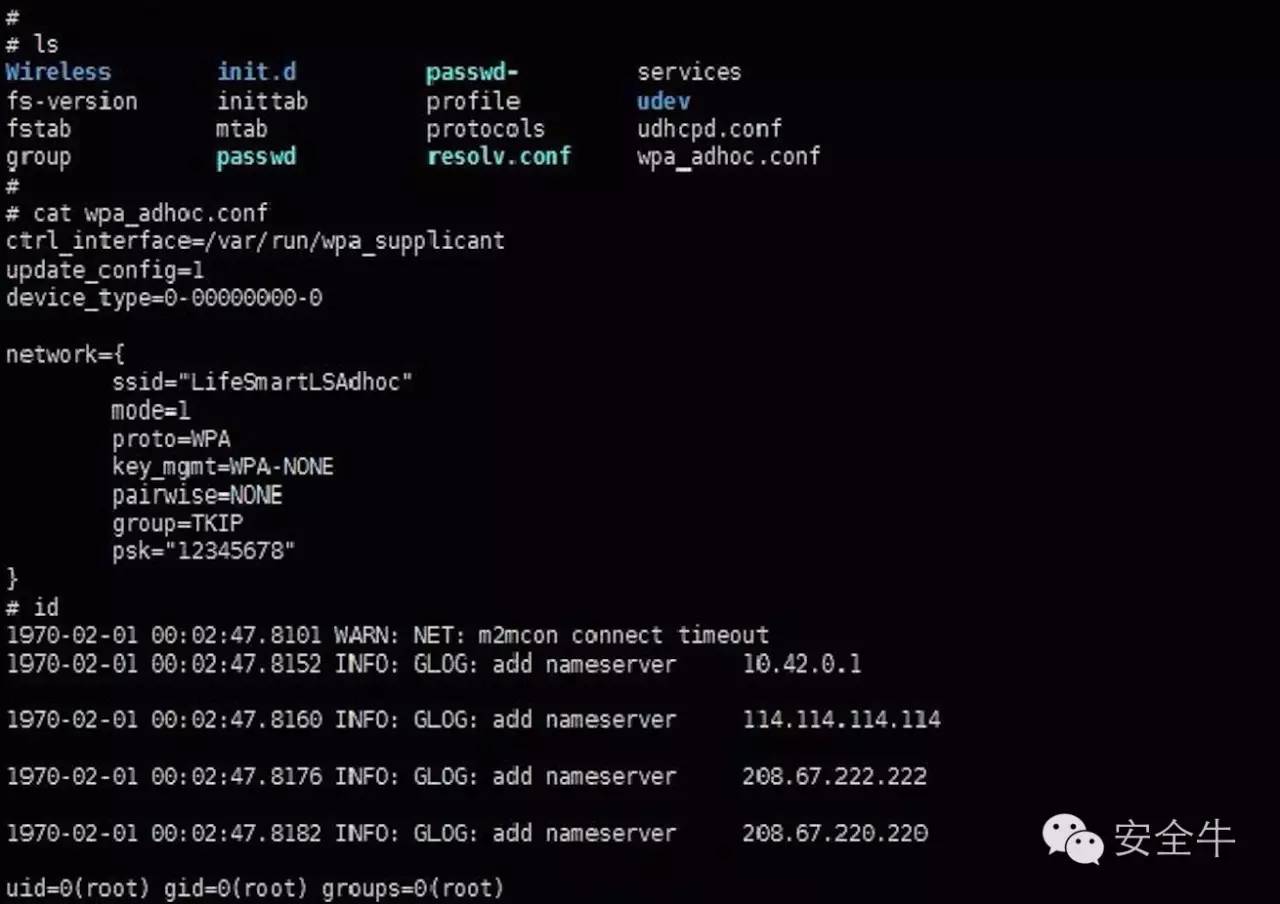 #
# ls
Wireless init.d passwd- services
fs-version inittab profile udev
fstab mtab protocols udhcpd.conf
group passwd resolv.conf wpa_adhoc.conf
#
# cat wpa_adhoc.conf
ctrl_interface=/var/run/wpa_supplicant
update_config=1
device_type=0-00000000-0
network={
ssid="LifeSmartLSAdhoc"
mode=1
proto=WPA
key_mgmt=WPA-NONE
pairwise=NONE
group=TKIP
psk="12345678"
}
# id
1970-02-01 00:02:47.8101 WARN: NET: m2mcon connect timeout
1970-02-01 00:02:47.8152 INFO: GLOG: add nameserver 10.42.0.1
1970-02-01 00:02:47.8160 INFO: GLOG: add nameserver 114.114.114.114
1970-02-01 00:02:47.8176 INFO: GLOG: add nameserver 208.67.222.222
1970-02-01 00:02:47.8182 INFO: GLOG: add nameserver 208.67.220.220
安全牛
uid=0(root) gid=0(root) groups=0(root)